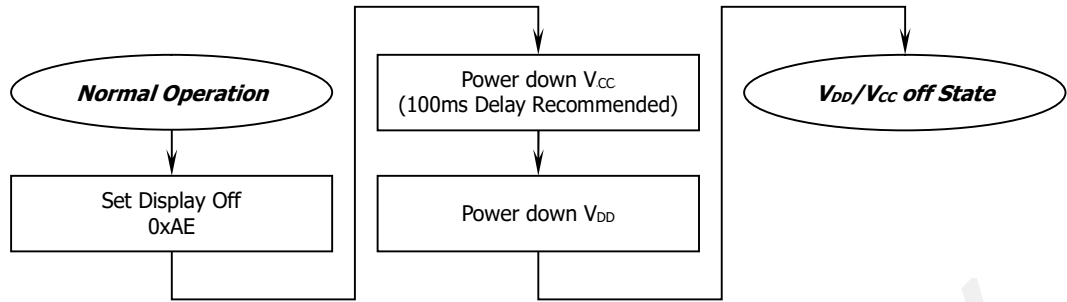 Normal Operation
Set Display Off
0xAE
Power down VCC
(100ms Delay Recommended)
Power down VDD
VDD/VCC off State